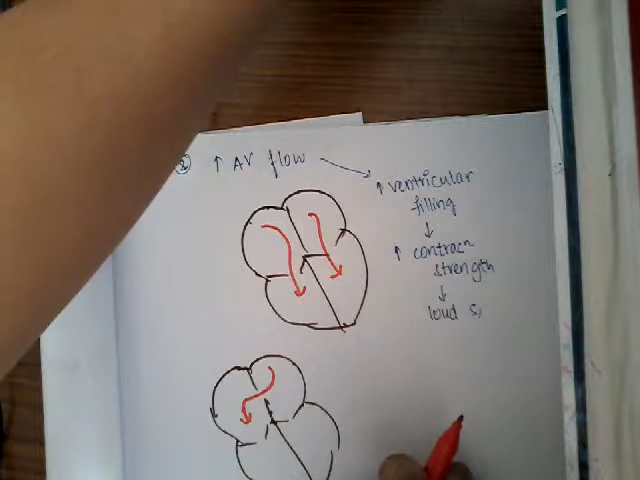 ② ↑ AV flow
↑ ventricular
filling
↓
↑ contracn
strength
↓
loud S₁